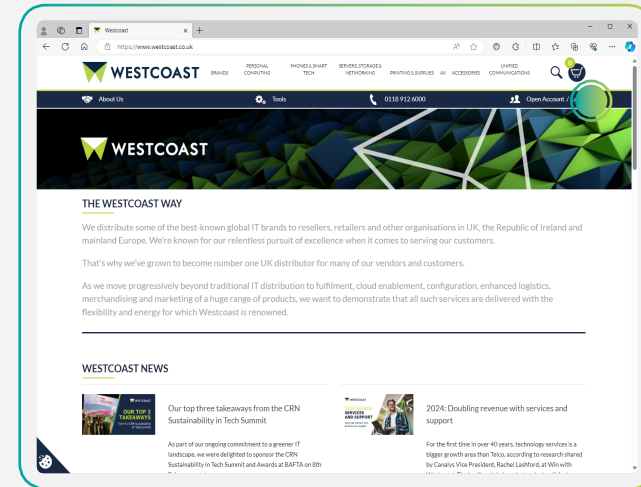 Westcoast
https://www.westcoast.co.uk
WESTCOAST
BRANDS
PERSONAL
COMPUTING
PHONES & SMART
TECH
SERVERS, STORAGE &
NETWORKING
PRINTING & SUPPLIES
AV
ACCESSORIES
UNIFIED
COMMUNICATIONS
0
About Us
Tools
0118 912 6000
Open Account /
WESTCOAST
THE WESTCOAST WAY
We distribute some of the best-known global IT brands to resellers, retailers and other organisations in UK, the Republic of Ireland and
mainland Europe. We're known for our relentless pursuit of excellence when it comes to serving our customers.
That's why we've grown to become number one UK distributor for many of our vendors and customers.
As we move progressively beyond traditional IT distribution to fulfilment, cloud enablement, configuration, enhanced logistics,
merchandising and marketing of a huge range of products, we want to demonstrate that all such services are delivered with the
flexibility and energy for which Westcoast is renowned.
WESTCOAST NEWS
WESTCOAST
OUR TOP 3
TAKEAWAYS
Our top three takeaways from the CRN
Sustainability in Tech Summit
As part of our ongoing commitment to a greener IT
landscape, we were delighted to sponsor the CRN
Sustainability in Tech Summit and Awards at BAFTA on 8th
WESTCOAST
SERVICES
AND SUPPORT
2024: Doubling revenue with services and
support
For the first time in over 40 years, technology services is a
bigger growth area than Telco, according to research shared
by Canalys Vice President, Rachel Lashford, at Win with